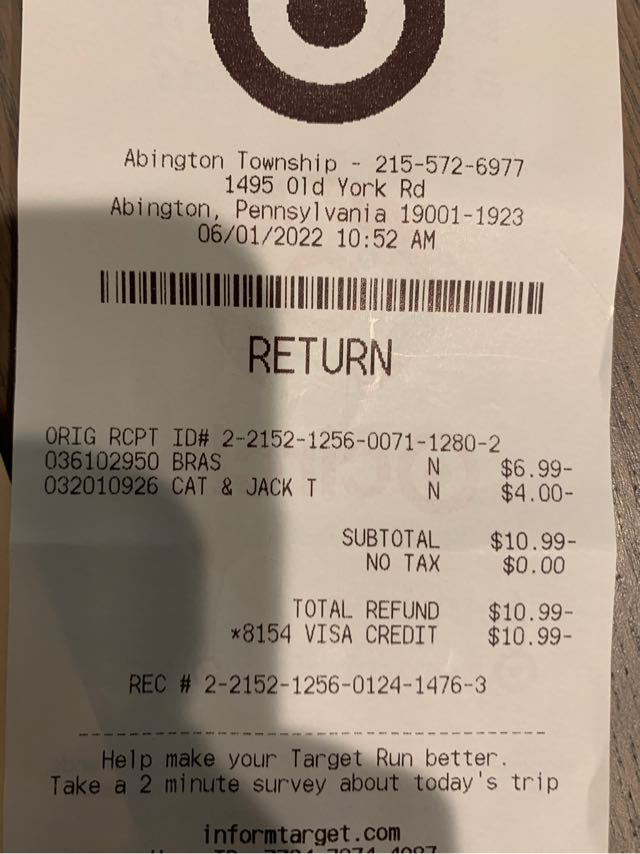 Abington Township - 215-572-6977
1495 Old York Rd
Abington, Pennsylvania 19001-1923
06/01/2022 10:52 AM
RETURN
ORIG RCPT ID# 2-2152-1256-0071-1280-2
036102950 BRAS N $6.99-
032010926 CAT & JACK T N $4.00-
SUBTOTAL $10.99-
NO TAX $0.00
TOTAL REFUND $10.99-
*8154 VISA CREDIT $10.99-
REC # 2-2152-1256-0124-1476-3
Help make your Target Run better.
Take a 2 minute survey about today's trip
informtarget.com